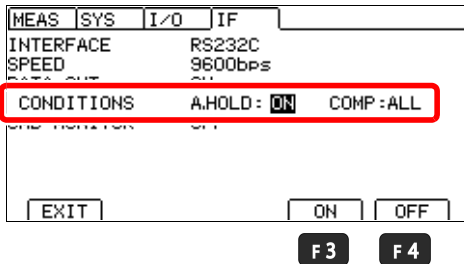 MEAS SYS I/O IF
INTERFACE RS232C
SPEED 9600bps
CONDITIONS A.HOLD: ON COMP:ALL
EXIT ON OFF
F3 F4